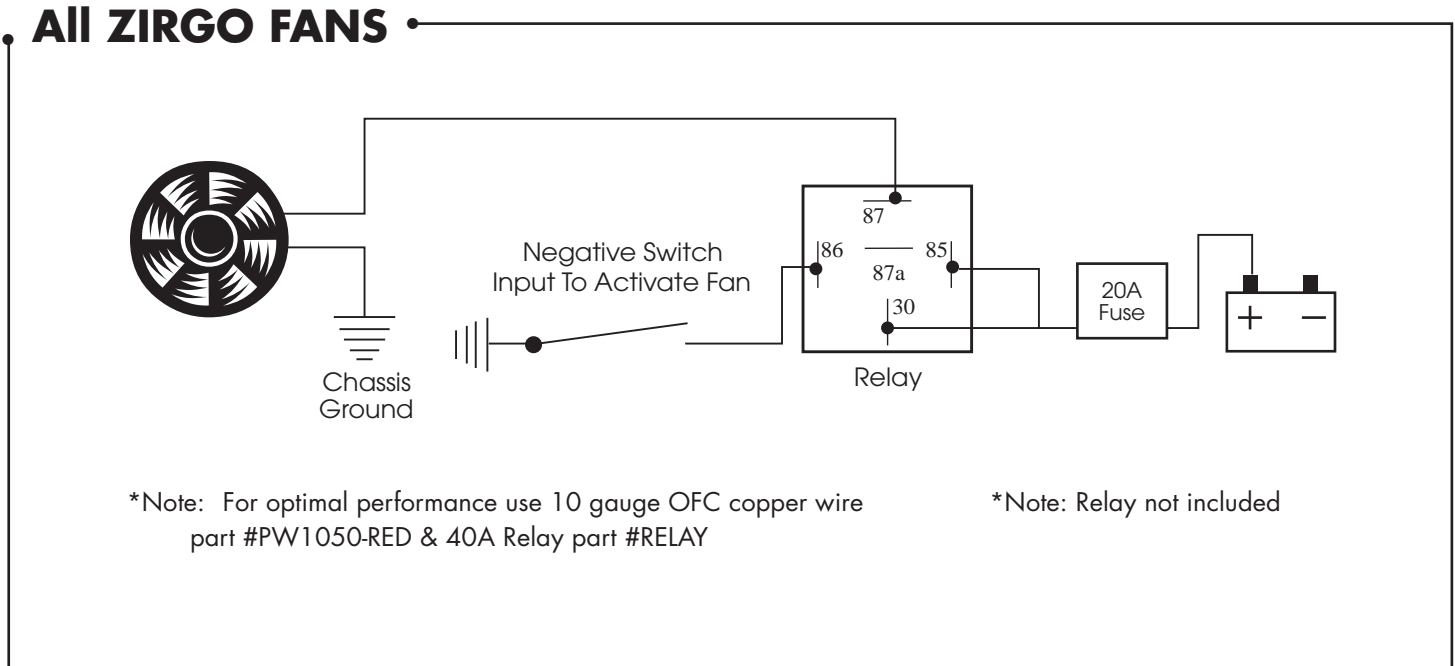 All ZIRGO FANS
87
86
85
87a
30
Negative Switch
Input To Activate Fan
20A
Fuse
+ −
Relay
Chassis
Ground
*Note: For optimal performance use 10 gauge OFC copper wire
part #PW1050-RED & 40A Relay part #RELAY
*Note: Relay not included